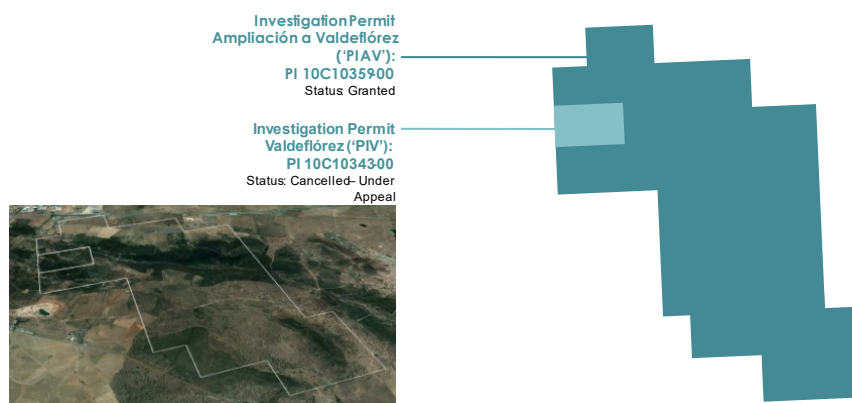 Investigation Permit
Ampliación a Valdeflórez
('PIAV'):
PI 10C10359-00
Status: Granted
Investigation Permit
Valdeflórez ('PIV'):
PI 10C10343-00
Status: Cancelled– Under
Appeal